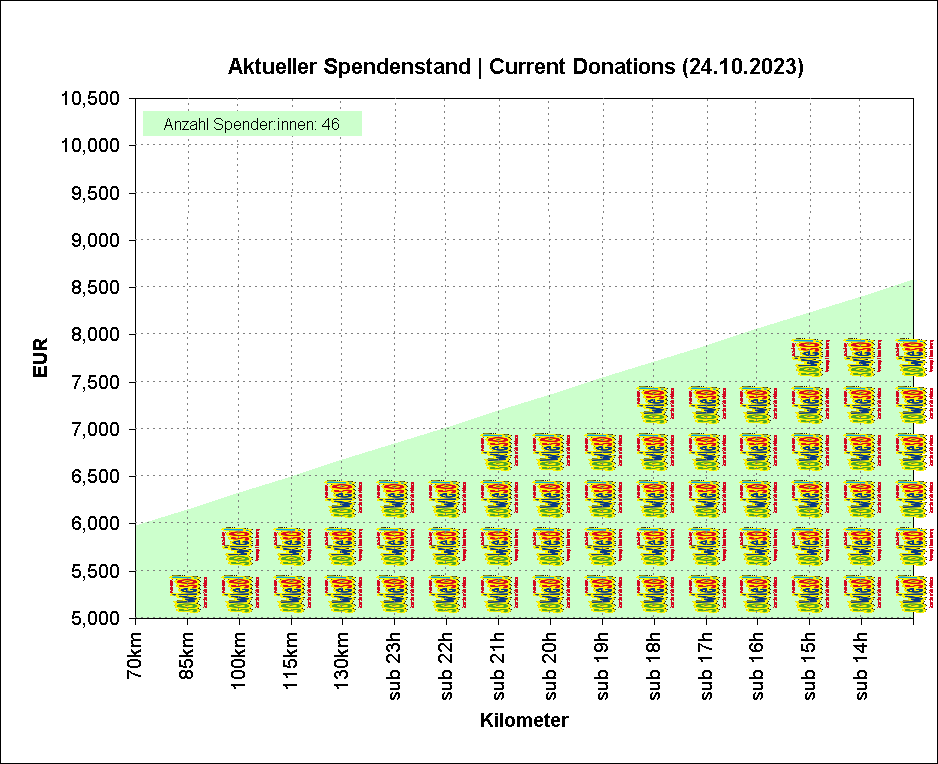 Aktueller Spendenstand | Current Donations (24.10.2023)
Anzahl Spender:innen: 46
EUR
10,500
10,000
9,500
9,000
8,500
8,000
7,500
7,000
6,500
6,000
5,500
5,000
70km
85km
100km
115km
130km
sub 23h
sub 22h
sub 21h
sub 20h
sub 19h
sub 18h
sub 17h
sub 16h
sub 15h
sub 14h
Kilometer